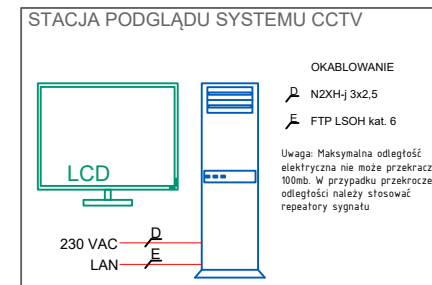 STACJA PODGLĄDU SYSTEMU CCTV
OKABLOWANIE
D N2XH-j 3x2,5
E FTP LSOH kat. 6
Uwaga: Maksymalna odległość
elektryczna nie może przekracz
100mb. W przypadku przekrocze
odległości należy stosować
repeatory sygnału
LCD
230 VAC D
LAN E